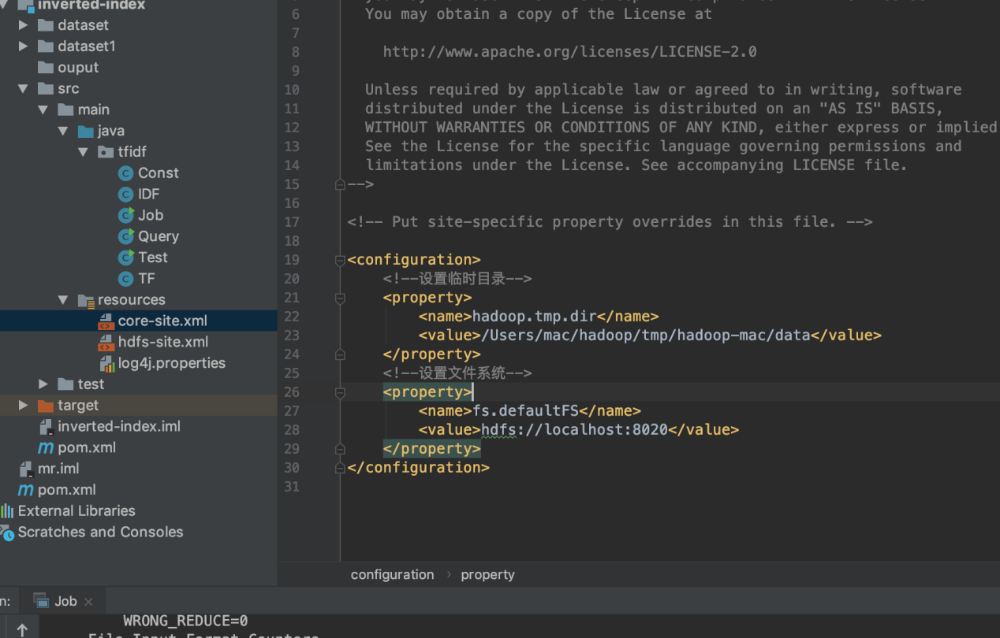 inverted-index
dataset
dataset1
ouput
src
main
java
tfidf
Const
IDF
Job
Query
Test
TF
resources
core-site.xml
hdfs-site.xml
log4j.properties
test
target
inverted-index.iml
pom.xml
mr.iml
pom.xml
External Libraries
Scratches and Consoles
6 You may obtain a copy of the License at
7
8 http://www.apache.org/licenses/LICENSE-2.0
9
10 Unless required by applicable law or agreed to in writing, software
11 distributed under the License is distributed on an "AS IS" BASIS,
12 WITHOUT WARRANTIES OR CONDITIONS OF ANY KIND, either express or implied
13 See the License for the specific language governing permissions and
14 limitations under the License. See accompanying LICENSE file.
15 -->
16
17 <!-- Put site-specific property overrides in this file. -->
18
19 <configuration>
20 <!--设置临时目录-->
21 <property>
22 <name>hadoop.tmp.dir</name>
23 <value>/Users/mac/hadoop/tmp/hadoop-mac/data</value>
24 </property>
25 <!--设置文件系统-->
26 <property>
27 <name>fs.defaultFS</name>
28 <value>hdfs://localhost:8020</value>
29 </property>
30 </configuration>
31
configuration › property
n: Job
WRONG_REDUCE=0
File Input Format Counters